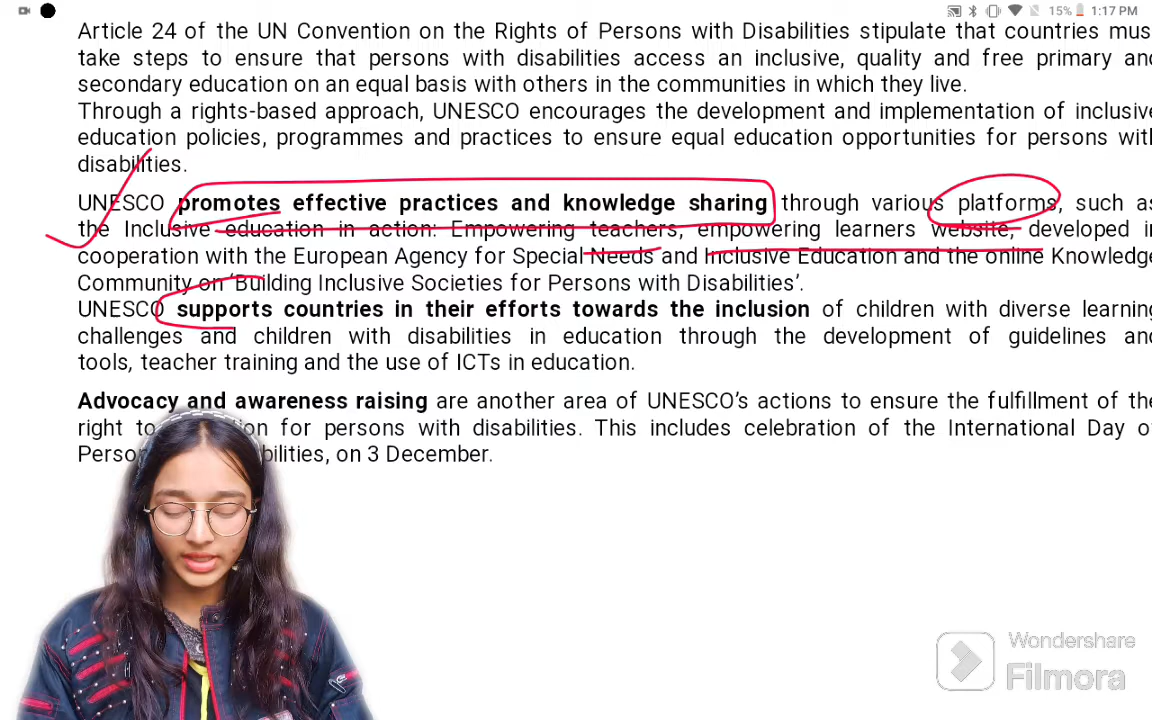 15% 1:17 PM
Article 24 of the UN Convention on the Rights of Persons with Disabilities stipulate that countries mus
take steps to ensure that persons with disabilities access an inclusive, quality and free primary an
secondary education on an equal basis with others in the communities in which they live.
Through a rights-based approach, UNESCO encourages the development and implementation of inclusive
education policies, programmes and practices to ensure equal education opportunities for persons wit
disabilities.
UNESCO promotes effective practices and knowledge sharing through various platforms, such as
the Inclusive education in action: Empowering teachers, empowering learners website, developed i
cooperation with the European Agency for Special Needs and Inclusive Education and the online Knowledge
Community on ‘Building Inclusive Societies for Persons with Disabilities’.
UNESCO supports countries in their efforts towards the inclusion of children with diverse learning
challenges and children with disabilities in education through the development of guidelines an
tools, teacher training and the use of ICTs in education.
Advocacy and awareness raising are another area of UNESCO’s actions to ensure the fulfillment of the
right to ion for persons with disabilities. This includes celebration of the International Day o
Perso bilities, on 3 December.
Wondershare
Filmora